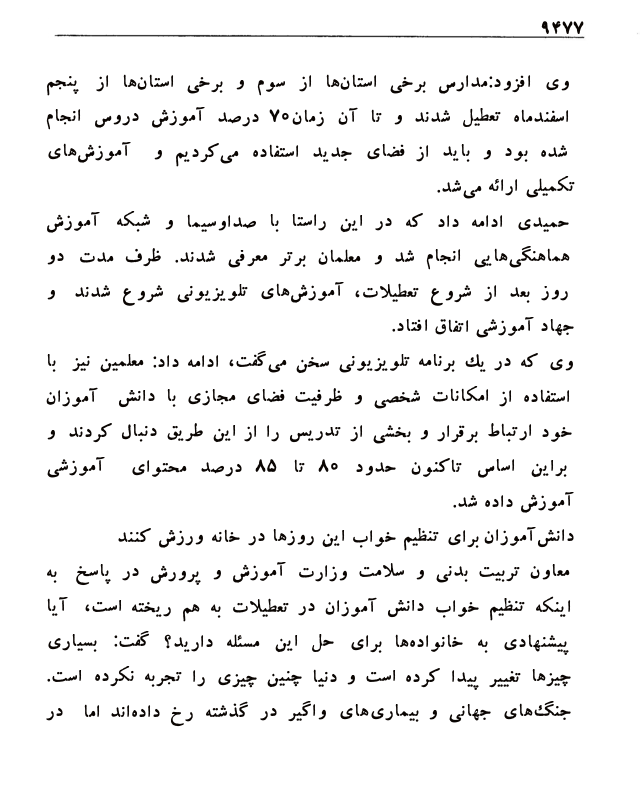 ۹۴۷۷
وی افزود:مدارس برخی استان‌ها از سوم و برخی استان‌ها از پنجم
اسفندماه تعطیل شدند و تا آن زمان۷۰ درصد آموزش دروس انجام
شده بود و باید از فضای جدید استفاده می‌کردیم و آموزش‌های
تکمیلی ارائه می‌شد.
حمیدی ادامه داد که در این راستا با صداوسیما و شبکه آموزش
هماهنگی‌هایی انجام شد و معلمان برتر معرفی شدند. ظرف مدت دو
روز بعد از شروع تعطیلات، آموزش‌های تلویزیونی شروع شدند و
جهاد آموزشی اتفاق افتاد.
وی که در یك برنامه تلویزیونی سخن می‌گفت، ادامه داد: معلمین نیز با
استفاده از امکانات شخصی و ظرفیت فضای مجازی با دانش آموزان
خود ارتباط برقرار و بخشی از تدریس را از این طریق دنبال کردند و
براین اساس تاکنون حدود ۸۰ تا ۸۵ درصد محتوای آموزشی
آموزش داده شد.
دانش‌آموزان برای تنظیم خواب این روزها در خانه ورزش کنند
معاون تربیت بدنی و سلامت وزارت آموزش و پرورش در پاسخ به
اینکه تنظیم خواب دانش آموزان در تعطیلات به هم ریخته است، آیا
پیشنهادی به خانواده‌ها برای حل این مسئله دارید؟ گفت: بسیاری
چیزها تغییر پیدا کرده است و دنیا چنین چیزی را تجربه نکرده است.
جنگ‌های جهانی و بیماری‌های واگیر در گذشته رخ داده‌اند اما در